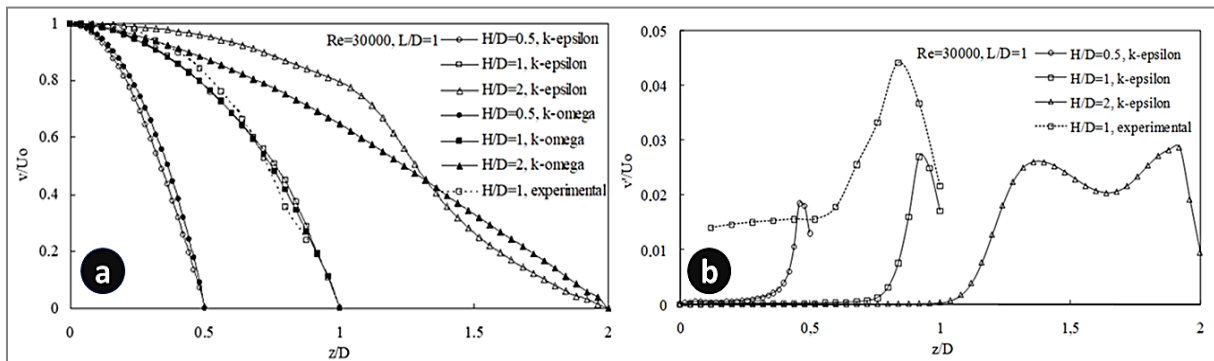 1
0.8
0.6
0.4
0.2
0
v/Uo
0
0.5
1
1,5
2
z/D
Re=30000, L/D=1
H/D=0.5, k-epsilon
H/D=1, k-epsilon
H/D=2, k-epsilon
H/D=0.5, k-omega
H/D=1, k-omega
H/D=2, k-omega
H/D=1, experimental
a
0.05
0.04
0.03
0.02
0.01
0
v'/Uo
0
0,5
1
1,5
2
z/D
Re=30000, L/D=1
H/D=0.5, k-epsilon
H/D=1, k-epsilon
H/D=2, k-epsilon
H/D=1, experimental
b